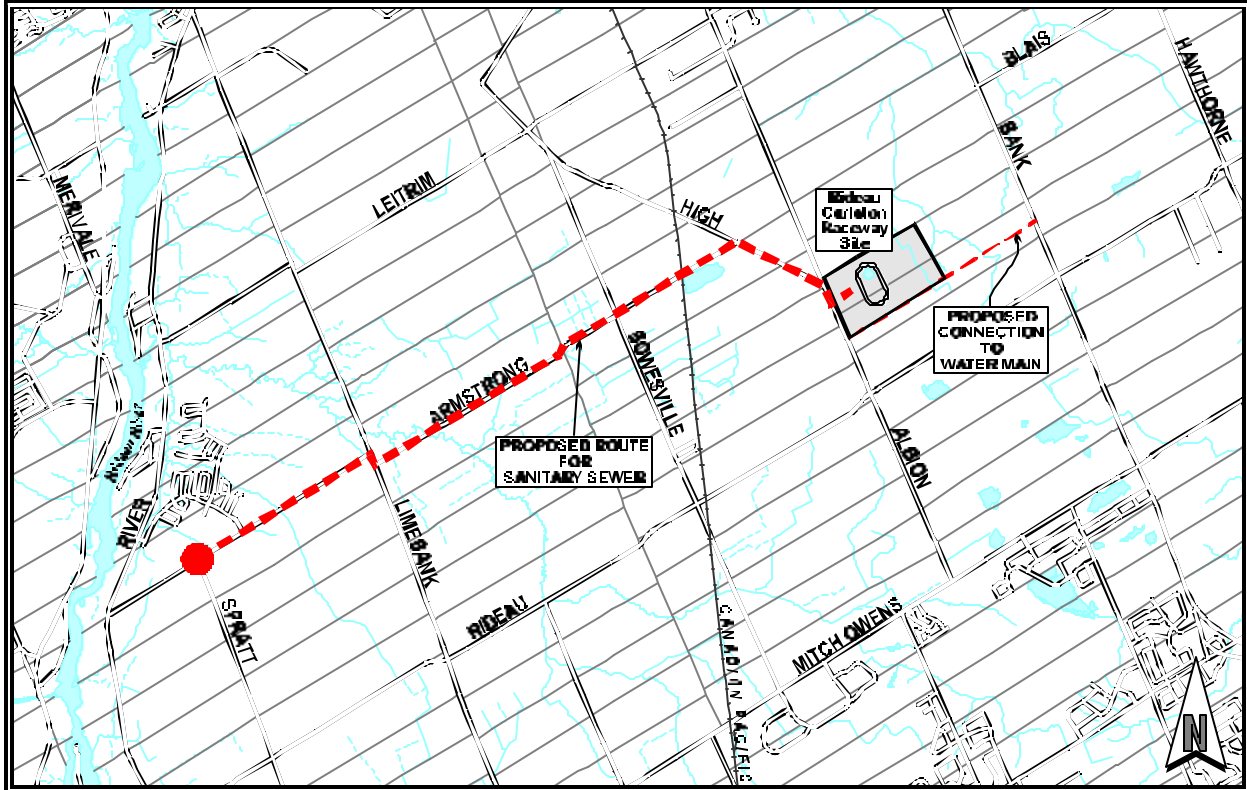 BLAIS
HAWTHORNE
BANK
MERIVALE
LEITRIM
HIGH
Rideau
Carleton
Raceway
Site
PROPOSED
CONNECTION
TO
WATER MAIN
BOWESVILLE
ARMSTRONG
PROPOSED ROUTE
FOR
SANITARY SEWER
ALBION
RIVER
LIMEBANK
SPRATT
RIDEAU
MITCH OWENS
CANADIAN PACIFIC
N